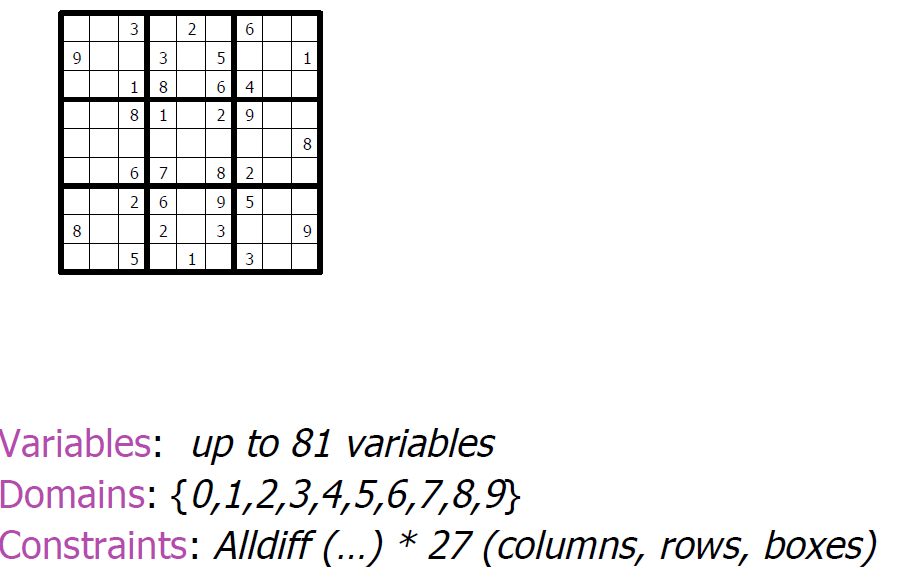 3 2 6
9 3 5 1
1 8 6 4
8 1 2 9
8
6 7 8 2
2 6 9 5
8 2 3 9
5 1 3
Variables: up to 81 variables
Domains: {0,1,2,3,4,5,6,7,8,9}
Constraints: Alldiff (...) * 27 (columns, rows, boxes)